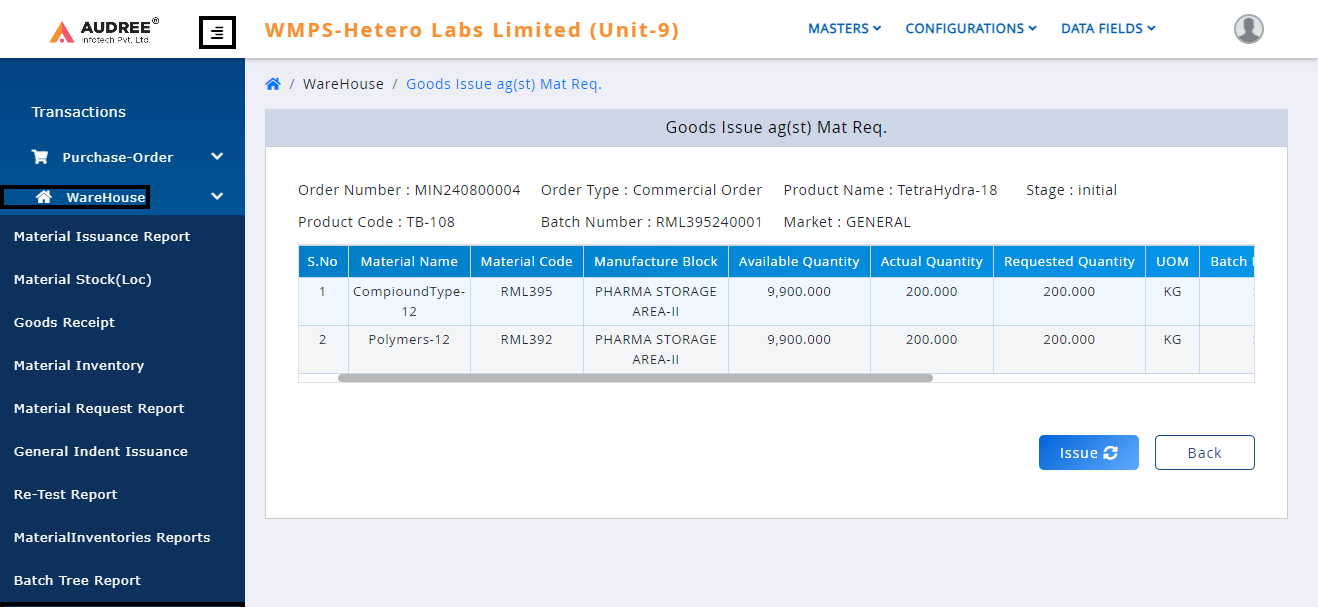 AUDREE®
Infotech Pvt. Ltd.
WMPS-Hetero Labs Limited (Unit-9)
MASTERS CONFIGURATIONS DATA FIELDS
Transactions
Purchase-Order
WareHouse
Material Issuance Report
Material Stock(Loc)
Goods Receipt
Material Inventory
Material Request Report
General Indent Issuance
Re-Test Report
MaterialInventories Reports
Batch Tree Report
/ WareHouse / Goods Issue ag(st) Mat Req.
Goods Issue ag(st) Mat Req.
Order Number : MIN240800004 Order Type : Commercial Order Product Name : TetraHydra-18 Stage : initial
Product Code : TB-108 Batch Number : RML395240001 Market : GENERAL
S.No Material Name Material Code Manufacture Block Available Quantity Actual Quantity Requested Quantity UOM Batch
1 CompioundType- RML395 PHARMA STORAGE 9,900.000 200.000 200.000 KG
12 AREA-II
2 Polymers-12 RML392 PHARMA STORAGE 9,900.000 200.000 200.000 KG
AREA-II
Issue Back